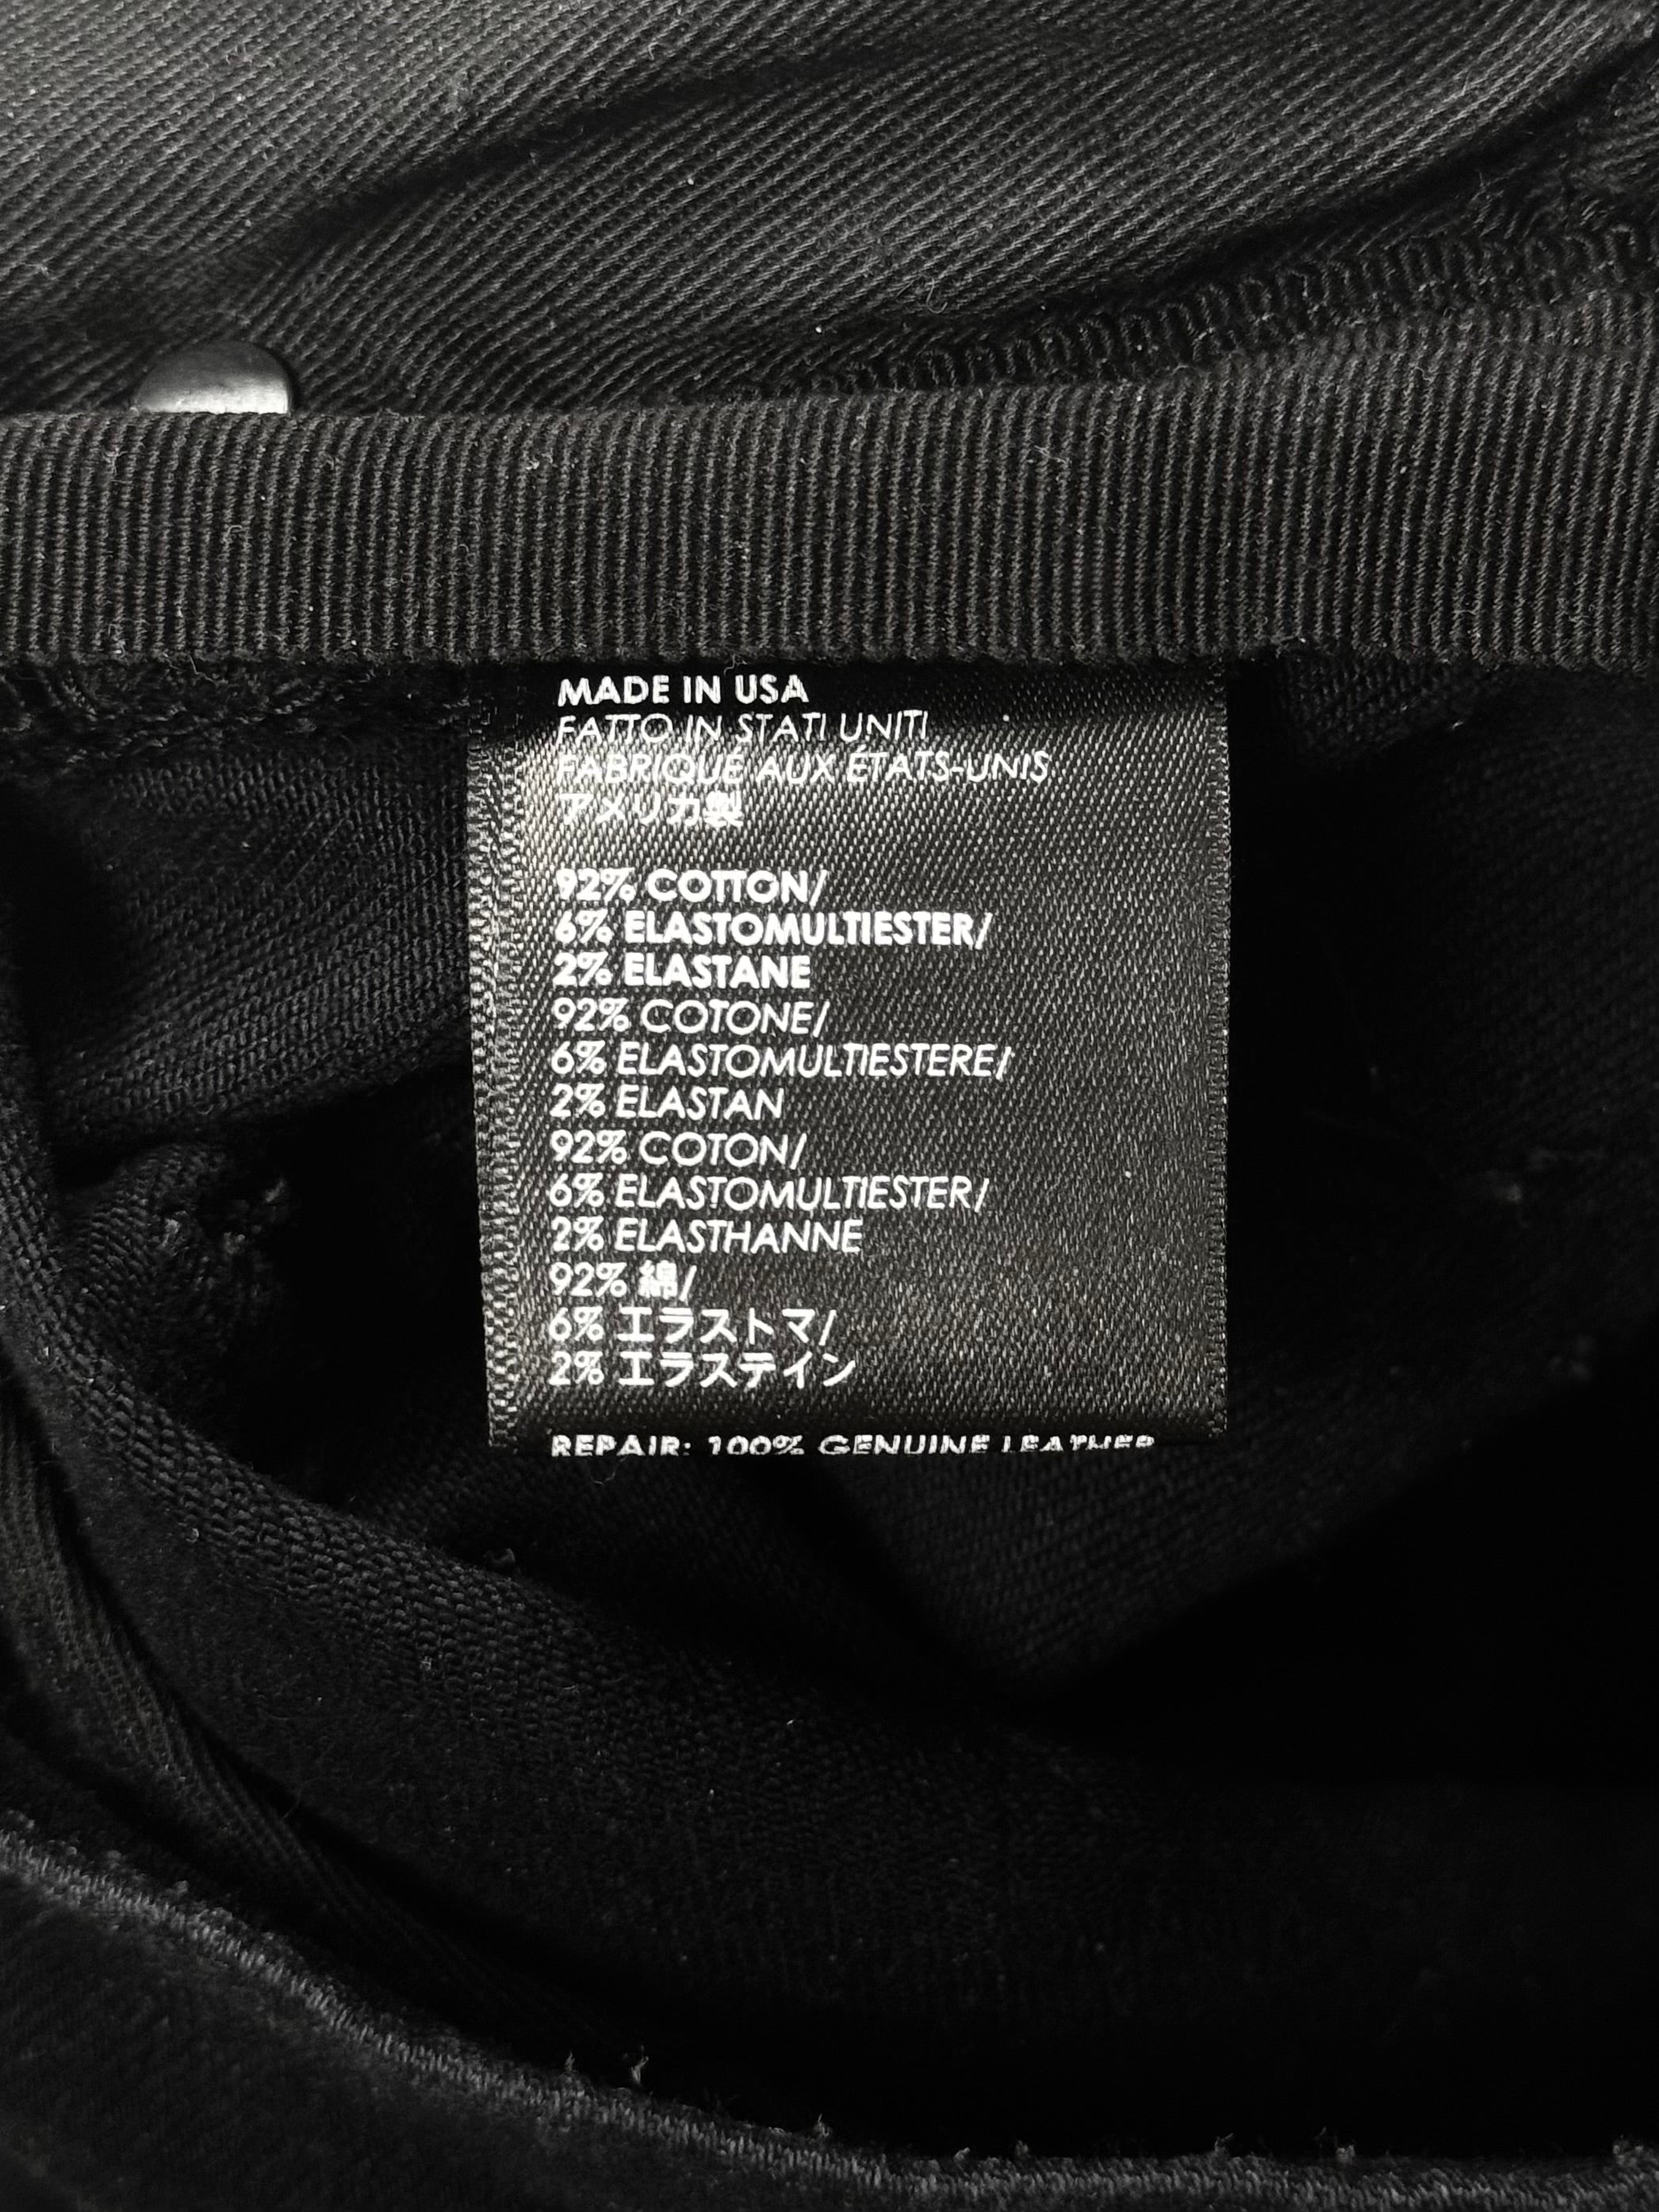 MADE IN USA
FATTO IN STATI UNITI
FABRIQUÉ AUX ÉTATS-UNIS
アメリカ製
92% COTTON/
6% ELASTOMULTIESTER/
2% ELASTANE
92% COTONE/
6% ELASTOMULTIESTERE/
2% ELASTAN
92% COTON/
6% ELASTOMULTIESTER/
2% ELASTHANNE
92% 綿/
6% エラストマ/
2% エラステイン
REPAIR: 100% GENUINE LEATHER